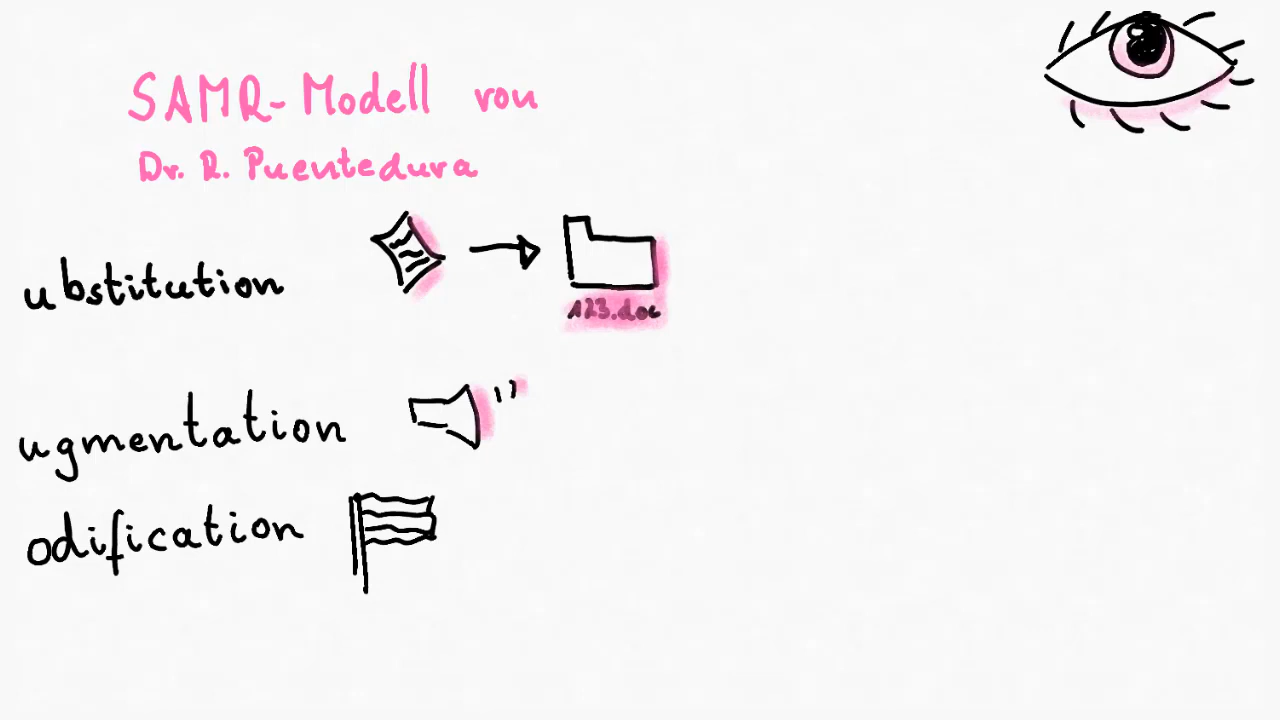 SAMR-Modell von
Dr. R. Puentedura
ubstitution
123.doc
ugmentation
odification